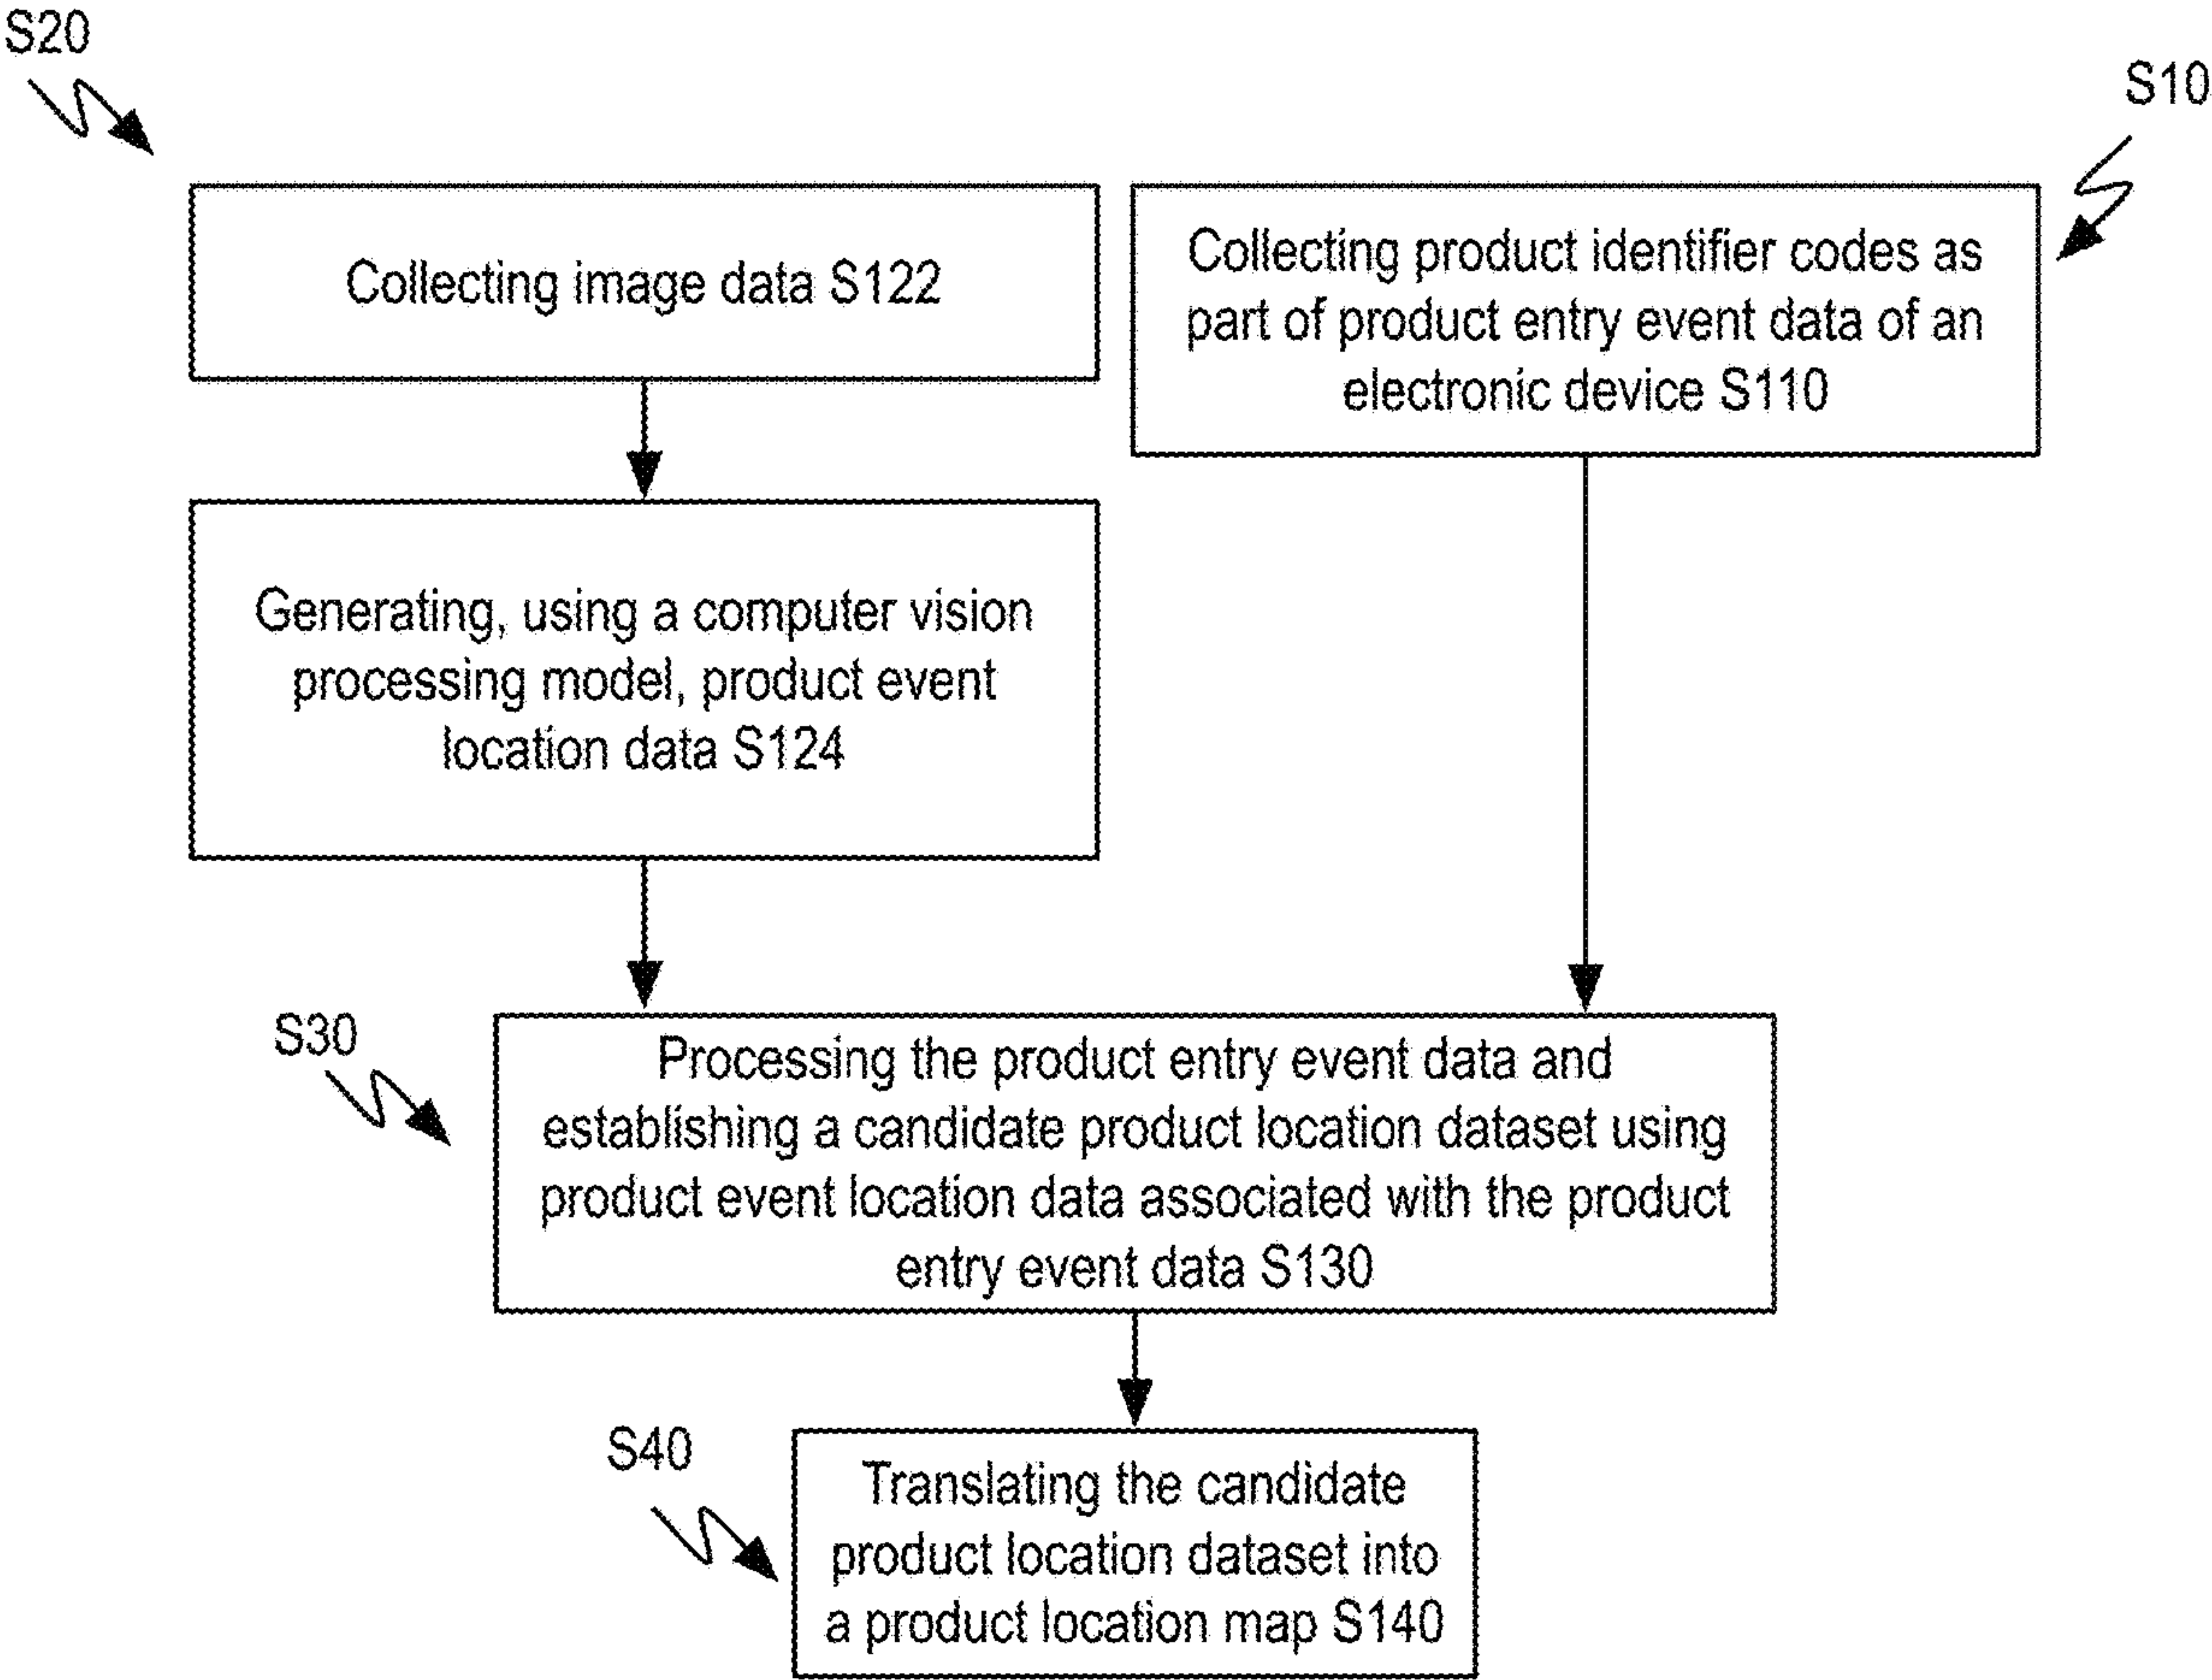 S20
S10
Collecting image data S122
Collecting product identifier codes as
part of product entry event data of an
electronic device S110
Generating, using a computer vision
processing model, product event
location data S124
S30
Processing the product entry event data and
establishing a candidate product location dataset using
product event location data associated with the product
entry event data S130
S40
Translating the candidate
product location dataset into
a product location map S140